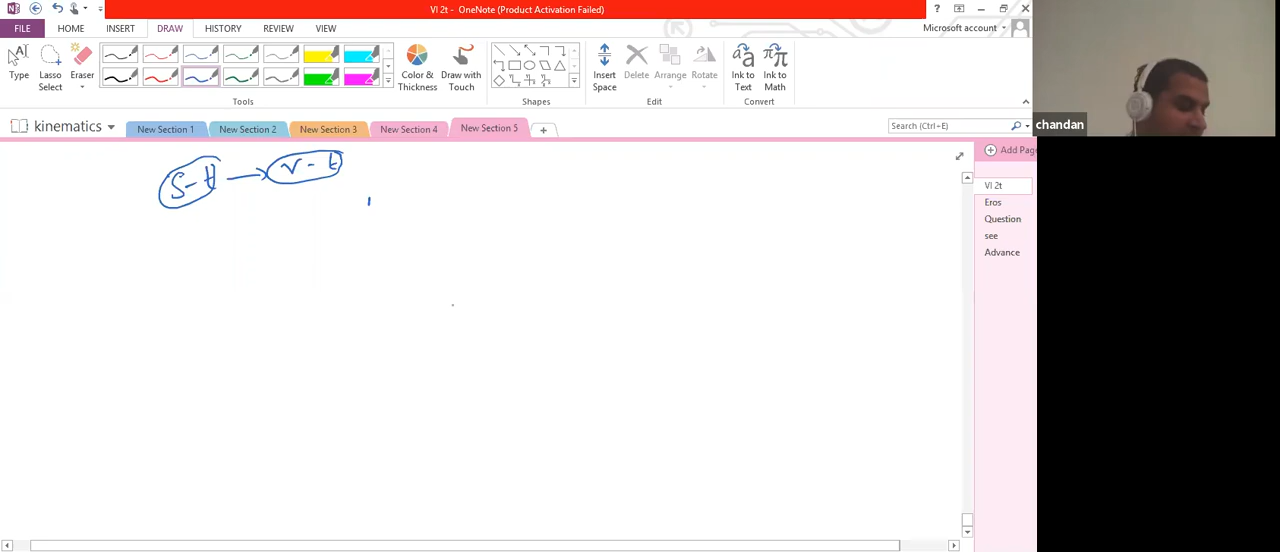 VI 2t - OneNote (Product Activation Failed)
?
FILE
HOME
INSERT
DRAW
HISTORY
REVIEW
VIEW
Microsoft account
Type
Lasso Select
Eraser
Color & Thickness
Draw with Touch
Insert Space
Delete
Arrange
Rotate
Ink to Text
Ink to Math
Tools
Shapes
Edit
Convert
chandan
kinematics
New Section 1
New Section 2
New Section 3
New Section 4
New Section 5
Search (Ctrl+E)
Add Page
S-t → v-t
VI 2t
Eros
Question
see
Advance